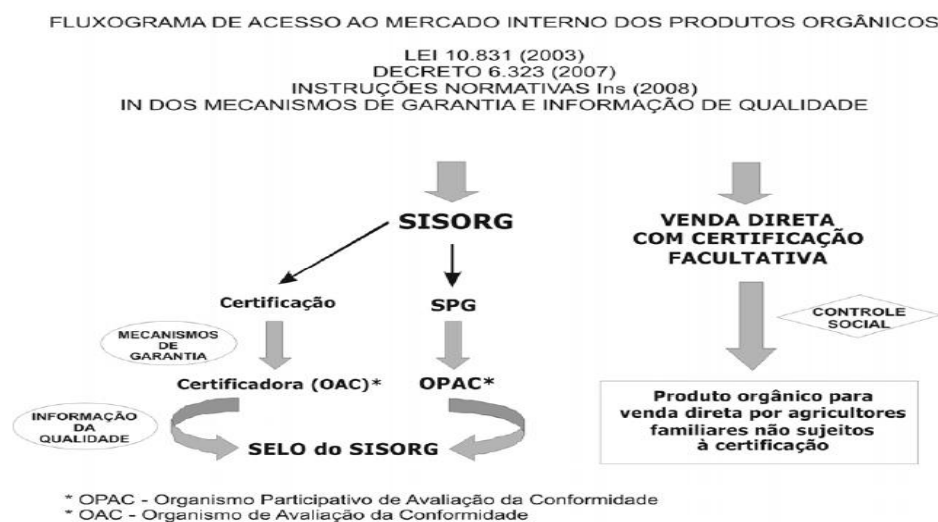 FLUXOGRAMA DE ACESSO AO MERCADO INTERNO DOS PRODUTOS ORGÂNICOS
LEI 10.831 (2003)
DECRETO 6.323 (2007)
INSTRUÇÕES NORMATIVAS Ins (2008)
IN DOS MECANISMOS DE GARANTIA E INFORMAÇÃO DE QUALIDADE
SISORG
Certificação
SPG
MECANISMOS
DE
GARANTIA
Certificadora (OAC)*
OPAC*
INFORMAÇÃO
DA
QUALIDADE
SELO do SISORG
VENDA DIRETA
COM CERTIFICAÇÃO
FACULTATIVA
CONTROLE
SOCIAL
Produto orgânico para
venda direta por agricultores
familiares não sujeitos
à certificação
* OPAC - Organismo Participativo de Avaliação da Conformidade
* OAC - Organismo de Avaliação da Conformidade